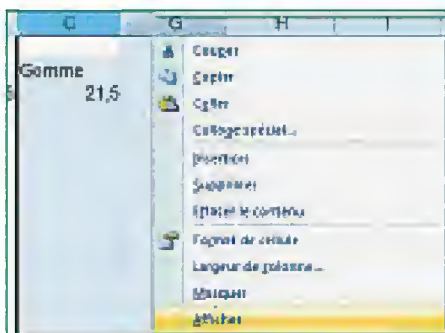 C G H I
Gomme
21,5
Couper
Copier
Coller
Collage spécial...
Insertion
Supprimer
Effacer le contenu
Format de cellule
Largeur de colonne...
Masquer
Afficher